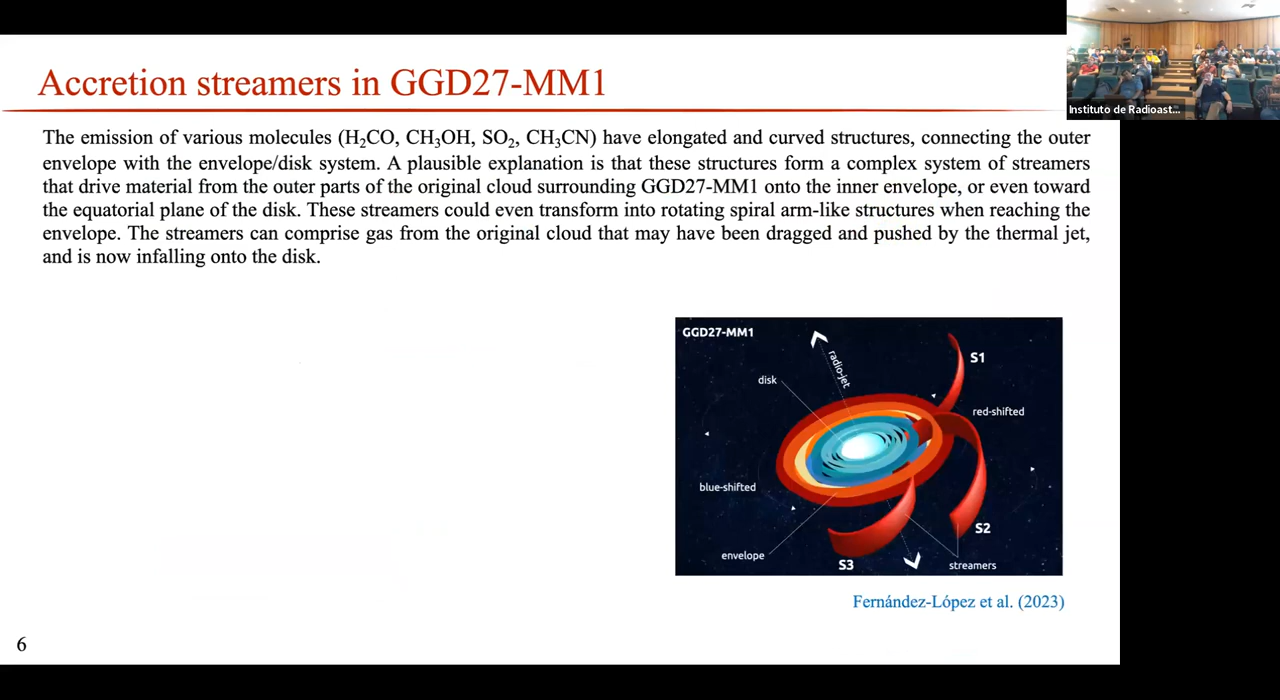 Accretion streamers in GGD27-MM1
Instituto de Radioast...
The emission of various molecules (H₂CO, CH₃OH, SO₂, CH₃CN) have elongated and curved structures, connecting the outer
envelope with the envelope/disk system. A plausible explanation is that these structures form a complex system of streamers
that drive material from the outer parts of the original cloud surrounding GGD27-MM1 onto the inner envelope, or even toward
the equatorial plane of the disk. These streamers could even transform into rotating spiral arm-like structures when reaching the
envelope. The streamers can comprise gas from the original cloud that may have been dragged and pushed by the thermal jet,
and is now infalling onto the disk.
GGD27-MM1
radio-jet
S1
disk
red-shifted
blue-shifted
S2
envelope
S3
streamers
Fernández-López et al. (2023)
6